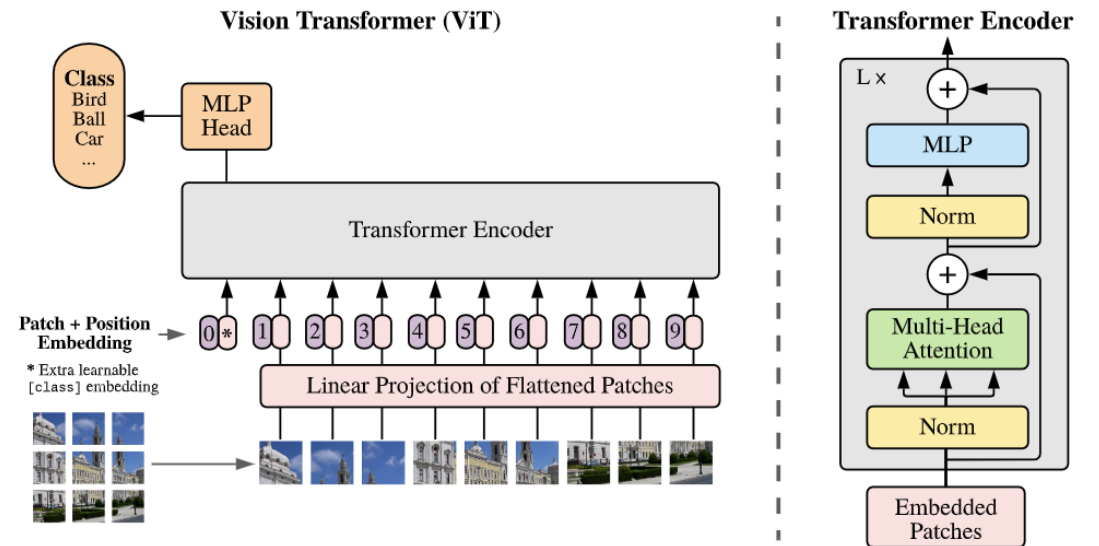 Vision Transformer (ViT)
Class
Bird
Ball
Car
...
MLP
Head
Transformer Encoder
Patch + Position
Embedding
* Extra learnable
[class] embedding
0 * 1 2 3 4 5 6 7 8 9
Linear Projection of Flattened Patches
Transformer Encoder
L ×
+
MLP
Norm
+
Multi-Head
Attention
Norm
Embedded
Patches